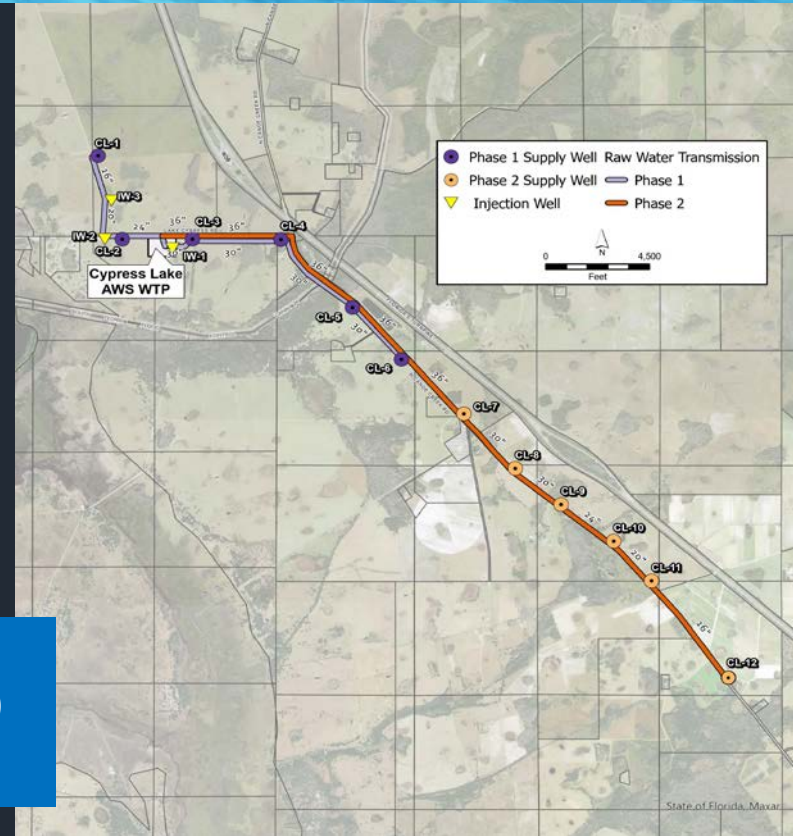 Phase 1 Supply Well
Phase 2 Supply Well
Injection Well
Raw Water Transmission
Phase 1
Phase 2
N
0 4,500
Feet
CL-1
16"
IW-3
20"
IW-2
CL-2
24"
36"
CL-3
36"
CL-4
30"
IW-1
30"
Cypress Lake
AWS WTP
36"
30"
CL-5
36"
30"
CL-6
36"
CL-7
30"
CL-8
30"
CL-9
24"
CL-10
20"
CL-11
16"
CL-12
State of Florida, Maxar